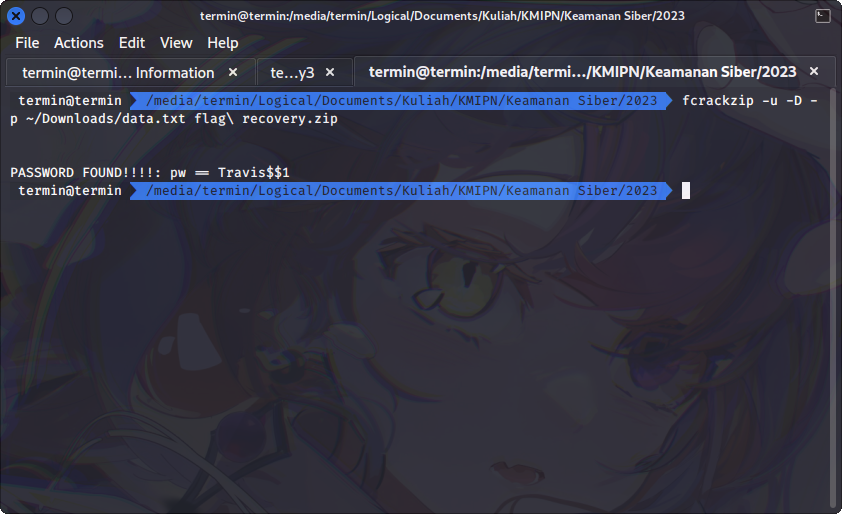 termin@termin:/media/termin/Logical/Documents/Kuliah/KMIPN/Keamanan Siber/2023
File Actions Edit View Help
termin@termi... Information × te...y3 × termin@termin:/media/termi.../KMIPN/Keamanan Siber/2023 ×
termin@termin /media/termin/Logical/Documents/Kuliah/KMIPN/Keamanan Siber/2023 fcrackzip -u -D -
p ~/Downloads/data.txt flag\ recovery.zip
PASSWORD FOUND!!!!: pw == Travis$$1
termin@termin /media/termin/Logical/Documents/Kuliah/KMIPN/Keamanan Siber/2023